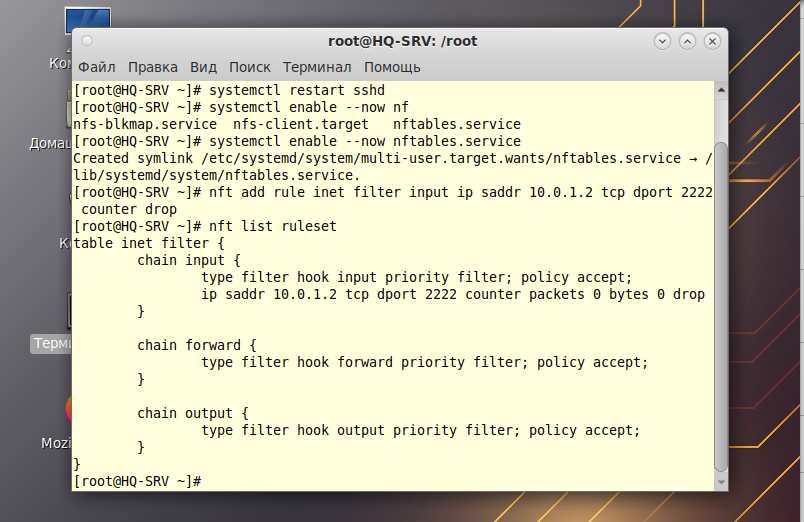 root@HQ-SRV: /root
Файл Правка Вид Поиск Терминал Помощь
[root@HQ-SRV ~]# systemctl restart sshd
[root@HQ-SRV ~]# systemctl enable --now nf
nfs-blkmap.service  nfs-client.target   nftables.service
[root@HQ-SRV ~]# systemctl enable --now nftables.service
Created symlink /etc/systemd/system/multi-user.target.wants/nftables.service → /
lib/systemd/system/nftables.service.
[root@HQ-SRV ~]# nft add rule inet filter input ip saddr 10.0.1.2 tcp dport 2222
 counter drop
[root@HQ-SRV ~]# nft list ruleset
table inet filter {
        chain input {
                type filter hook input priority filter; policy accept;
                ip saddr 10.0.1.2 tcp dport 2222 counter packets 0 bytes 0 drop
        }
        chain forward {
                type filter hook forward priority filter; policy accept;
        }
        chain output {
                type filter hook output priority filter; policy accept;
        }
}
[root@HQ-SRV ~]#